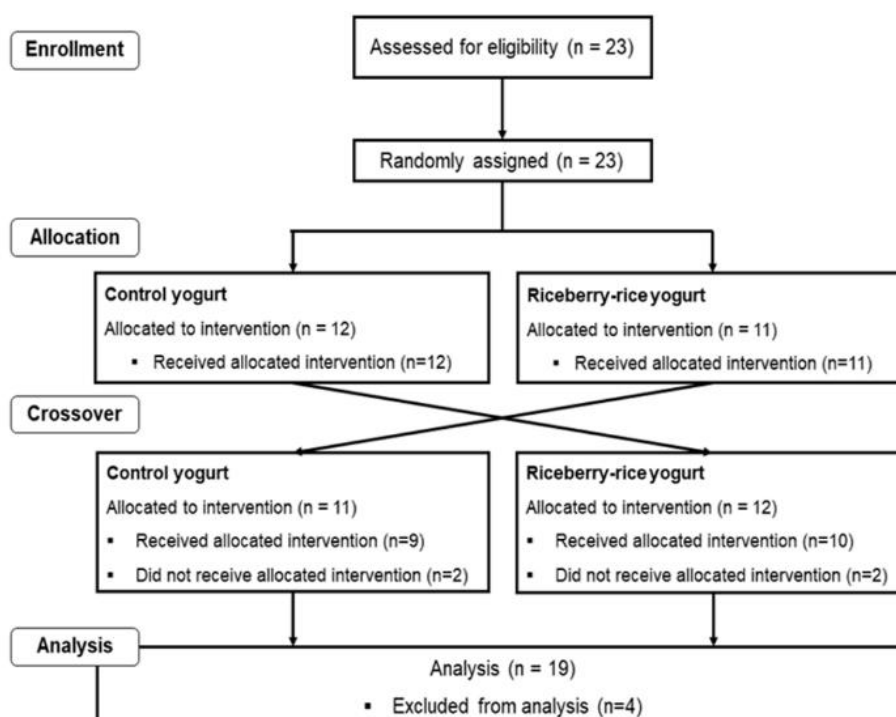 Enrollment
Assessed for eligibility (n = 23)
Randomly assigned (n = 23)
Allocation
Control yogurt
Allocated to intervention (n = 12)
▪ Received allocated intervention (n=12)
Riceberry-rice yogurt
Allocated to intervention (n = 11)
▪ Received allocated intervention (n=11)
Crossover
Control yogurt
Allocated to intervention (n = 11)
▪ Received allocated intervention (n=9)
▪ Did not receive allocated intervention (n=2)
Riceberry-rice yogurt
Allocated to intervention (n = 12)
▪ Received allocated intervention (n=10)
▪ Did not receive allocated intervention (n=2)
Analysis
Analysis (n = 19)
▪ Excluded from analysis (n=4)